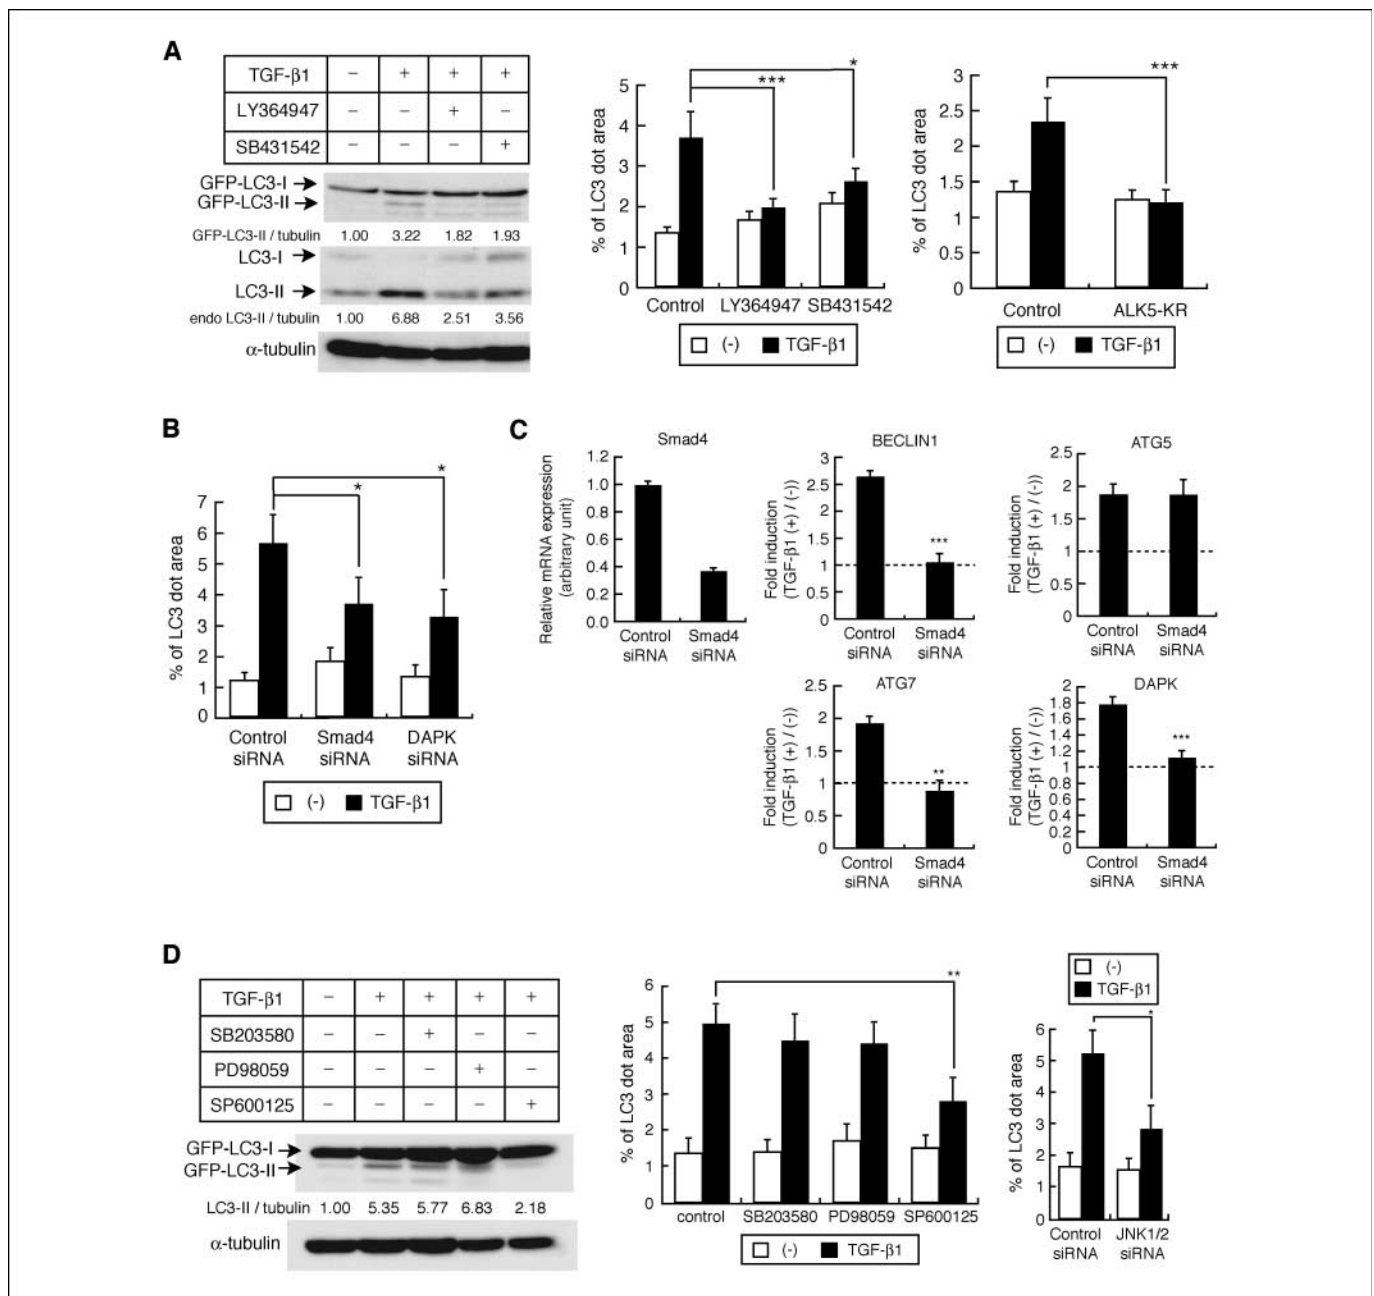 A
TGF-β1 − + + +
LY364947 − − + −
SB431542 − − − +
GFP-LC3-I
GFP-LC3-II
GFP-LC3-II / tubulin 1.00 3.22 1.82 1.93
LC3-I
LC3-II
endo LC3-II / tubulin 1.00 6.88 2.51 3.56
α-tubulin
% of LC3 dot area
5
4
3
2
1
0
***
*
Control LY364947 SB431542
(-) TGF-β1
% of LC3 dot area
3
2.5
2
1.5
1
0.5
0
***
Control ALK5-KR
(-) TGF-β1
B
% of LC3 dot area
7
6
5
4
3
2
1
0
*
*
Control Smad4 DAPK
siRNA siRNA siRNA
(-) TGF-β1
C
Smad4
Relative mRNA expression
(arbitrary unit)
1.2
1.0
0.8
0.6
0.4
0.2
0.0
Control Smad4
siRNA siRNA
BECLIN1
Fold induction
(TGF-β1 (+) / (-))
3
2.5
2
1.5
1
0.5
0
***
Control Smad4
siRNA siRNA
ATG5
Fold induction
(TGF-β1 (+) / (-))
2.5
2
1.5
1
0.5
0
Control Smad4
siRNA siRNA
ATG7
Fold induction
(TGF-β1 (+) / (-))
2.5
2
1.5
1
0.5
0
**
Control Smad4
siRNA siRNA
DAPK
Fold induction
(TGF-β1 (+) / (-))
2
1.8
1.6
1.4
1.2
1
0.8
0.6
0.4
0.2
0
***
Control Smad4
siRNA siRNA
D
TGF-β1 − + + + +
SB203580 − − + − −
PD98059 − − − + −
SP600125 − − − − +
GFP-LC3-I
GFP-LC3-II
LC3-II / tubulin 1.00 5.35 5.77 6.83 2.18
α-tubulin
% of LC3 dot area
6
5
4
3
2
1
0
**
control SB203580 PD98059 SP600125
(-) TGF-β1
(-)
TGF-β1
% of LC3 dot area
6
5
4
3
2
1
0
*
Control JNK1/2
siRNA siRNA